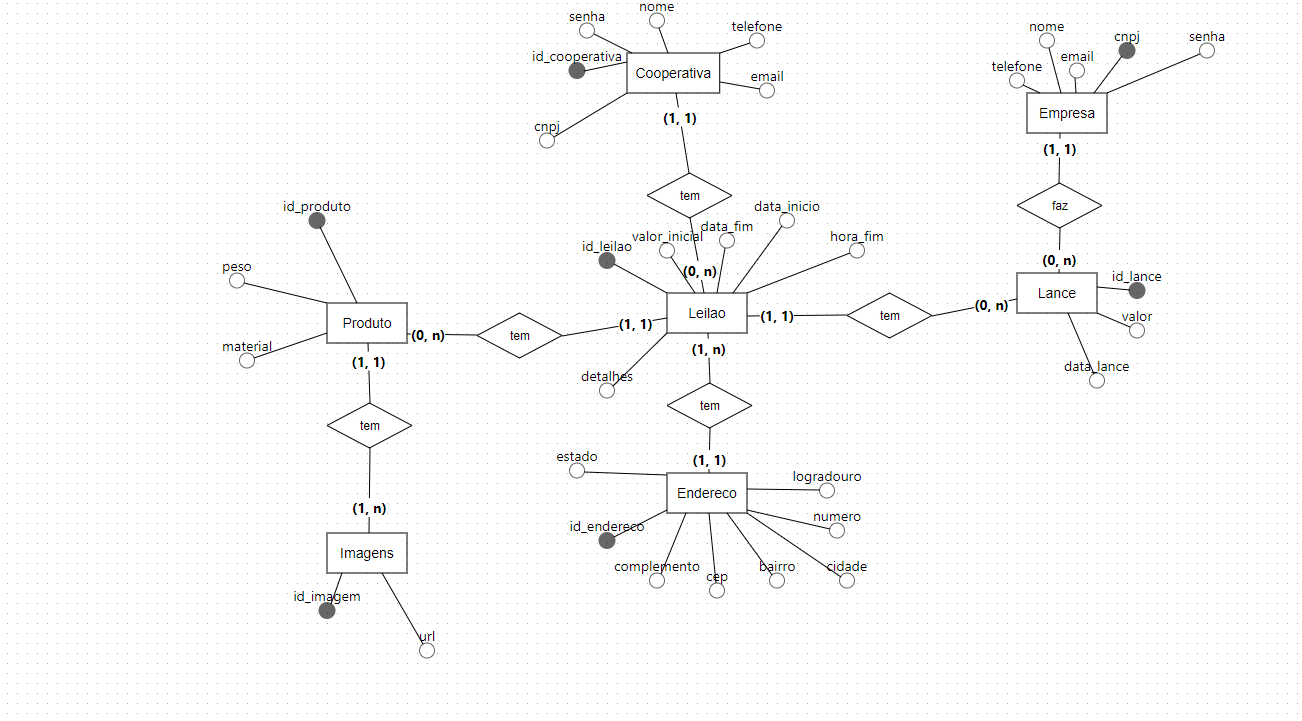 nome
senha
telefone
id_cooperativa
Cooperativa
email
cnpj
(1, 1)
tem
nome
cnpj
senha
email
telefone
Empresa
(1, 1)
faz
(0, n)
id_produto
peso
Produto
material
(0, n)
tem
(1, 1)
data_inicio
data_fim
valor_inicial
hora_fim
id_leilao
(0, n)
Leilao
detalhes
(1, 1)
tem
(0, n)
id_lance
Lance
valor
data_lance
(1, 1)
tem
(1, n)
Imagens
id_imagem
url
(1, n)
tem
(1, 1)
estado
Endereco
logradouro
id_endereco
numero
complemento
cep
bairro
cidade